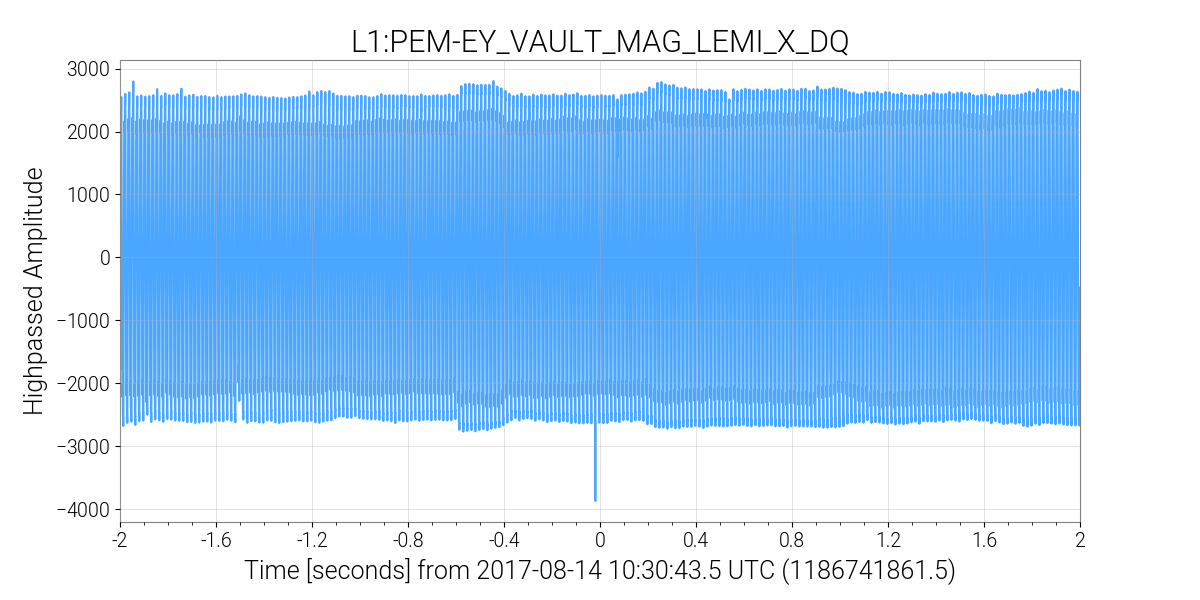 L1:PEM-EY_VAULT_MAG_LEMI_X_DQ
Highpassed Amplitude
3000
2000
1000
0
−1000
−2000
−3000
−4000
-2 -1.6 -1.2 -0.8 -0.4 0 0.4 0.8 1.2 1.6 2
Time [seconds] from 2017-08-14 10:30:43.5 UTC (1186741861.5)